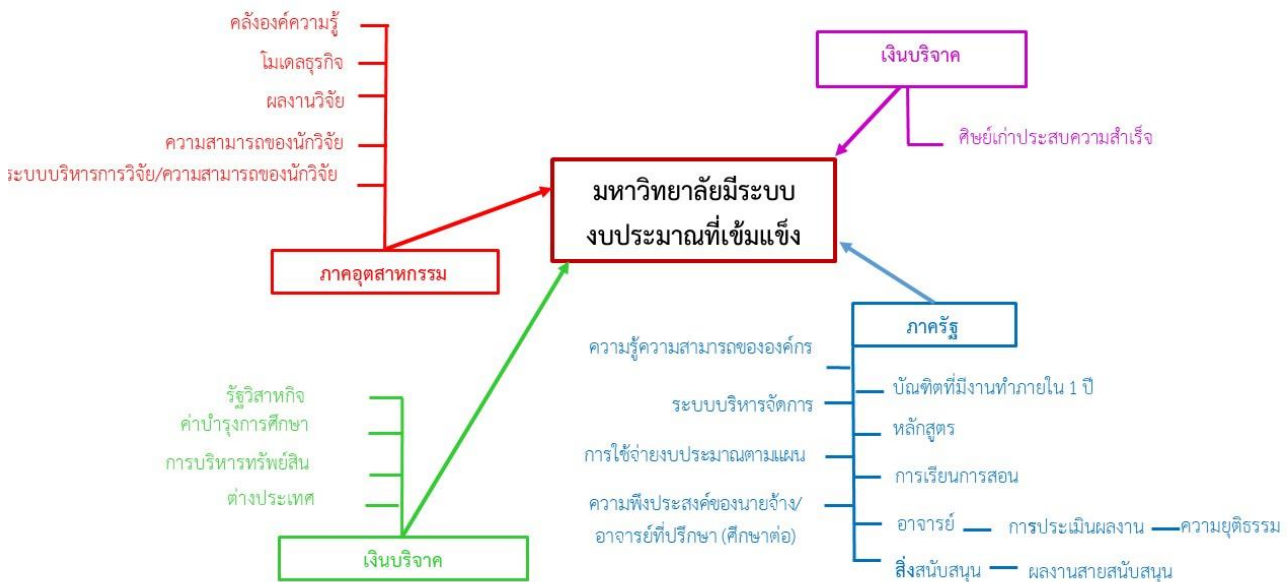 คลังองค์ความรู้
โมเดลธุรกิจ
ผลงานวิจัย
ความสามารถของนักวิจัย
ระบบบริหารการวิจัย/ความสามารถของนักวิจัย
ภาคอุตสาหกรรม
เงินบริจาค
ศิษย์เก่าประสบความสำเร็จ
มหาวิทยาลัยมีระบบ
งบประมาณที่เข้มแข็ง
รัฐวิสาหกิจ
ค่าบำรุงการศึกษา
การบริหารทรัพย์สิน
ต่างประเทศ
เงินบริจาค
ภาครัฐ
ความรู้ความสามารถขององค์กร
ระบบบริหารจัดการ
การใช้จ่ายงบประมาณตามแผน
ความพึงประสงค์ของนายจ้าง/
อาจารย์ที่ปรึกษา (ศึกษาต่อ)
บัณฑิตที่มีงานทำภายใน 1 ปี
หลักสูตร
การเรียนการสอน
อาจารย์ การประเมินผลงาน ความยุติธรรม
สิ่งสนับสนุน ผลงานสายสนับสนุน